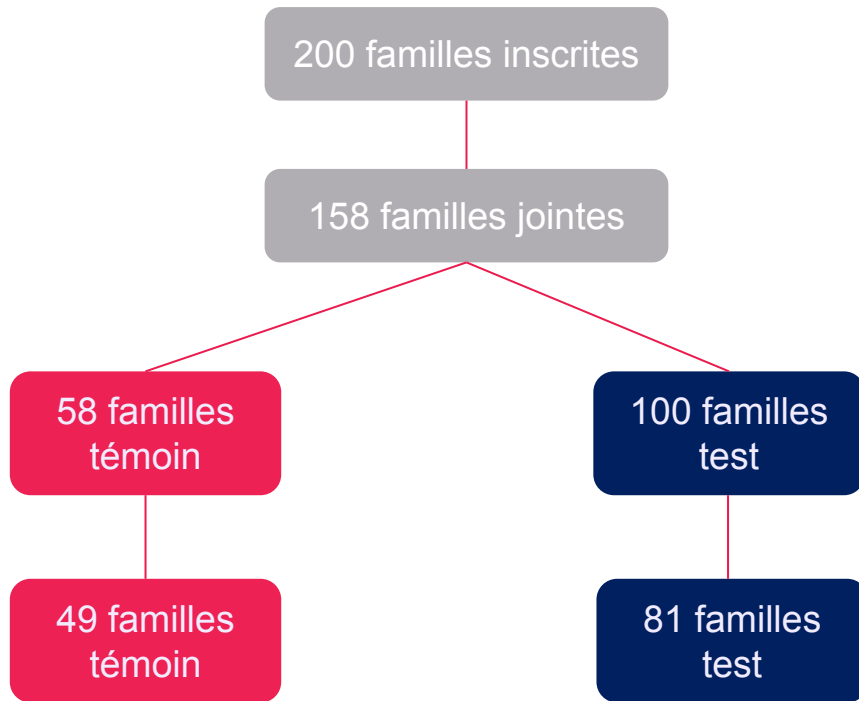 200 familles inscrites
158 familles jointes
58 familles
témoin
100 familles
test
49 familles
témoin
81 familles
test